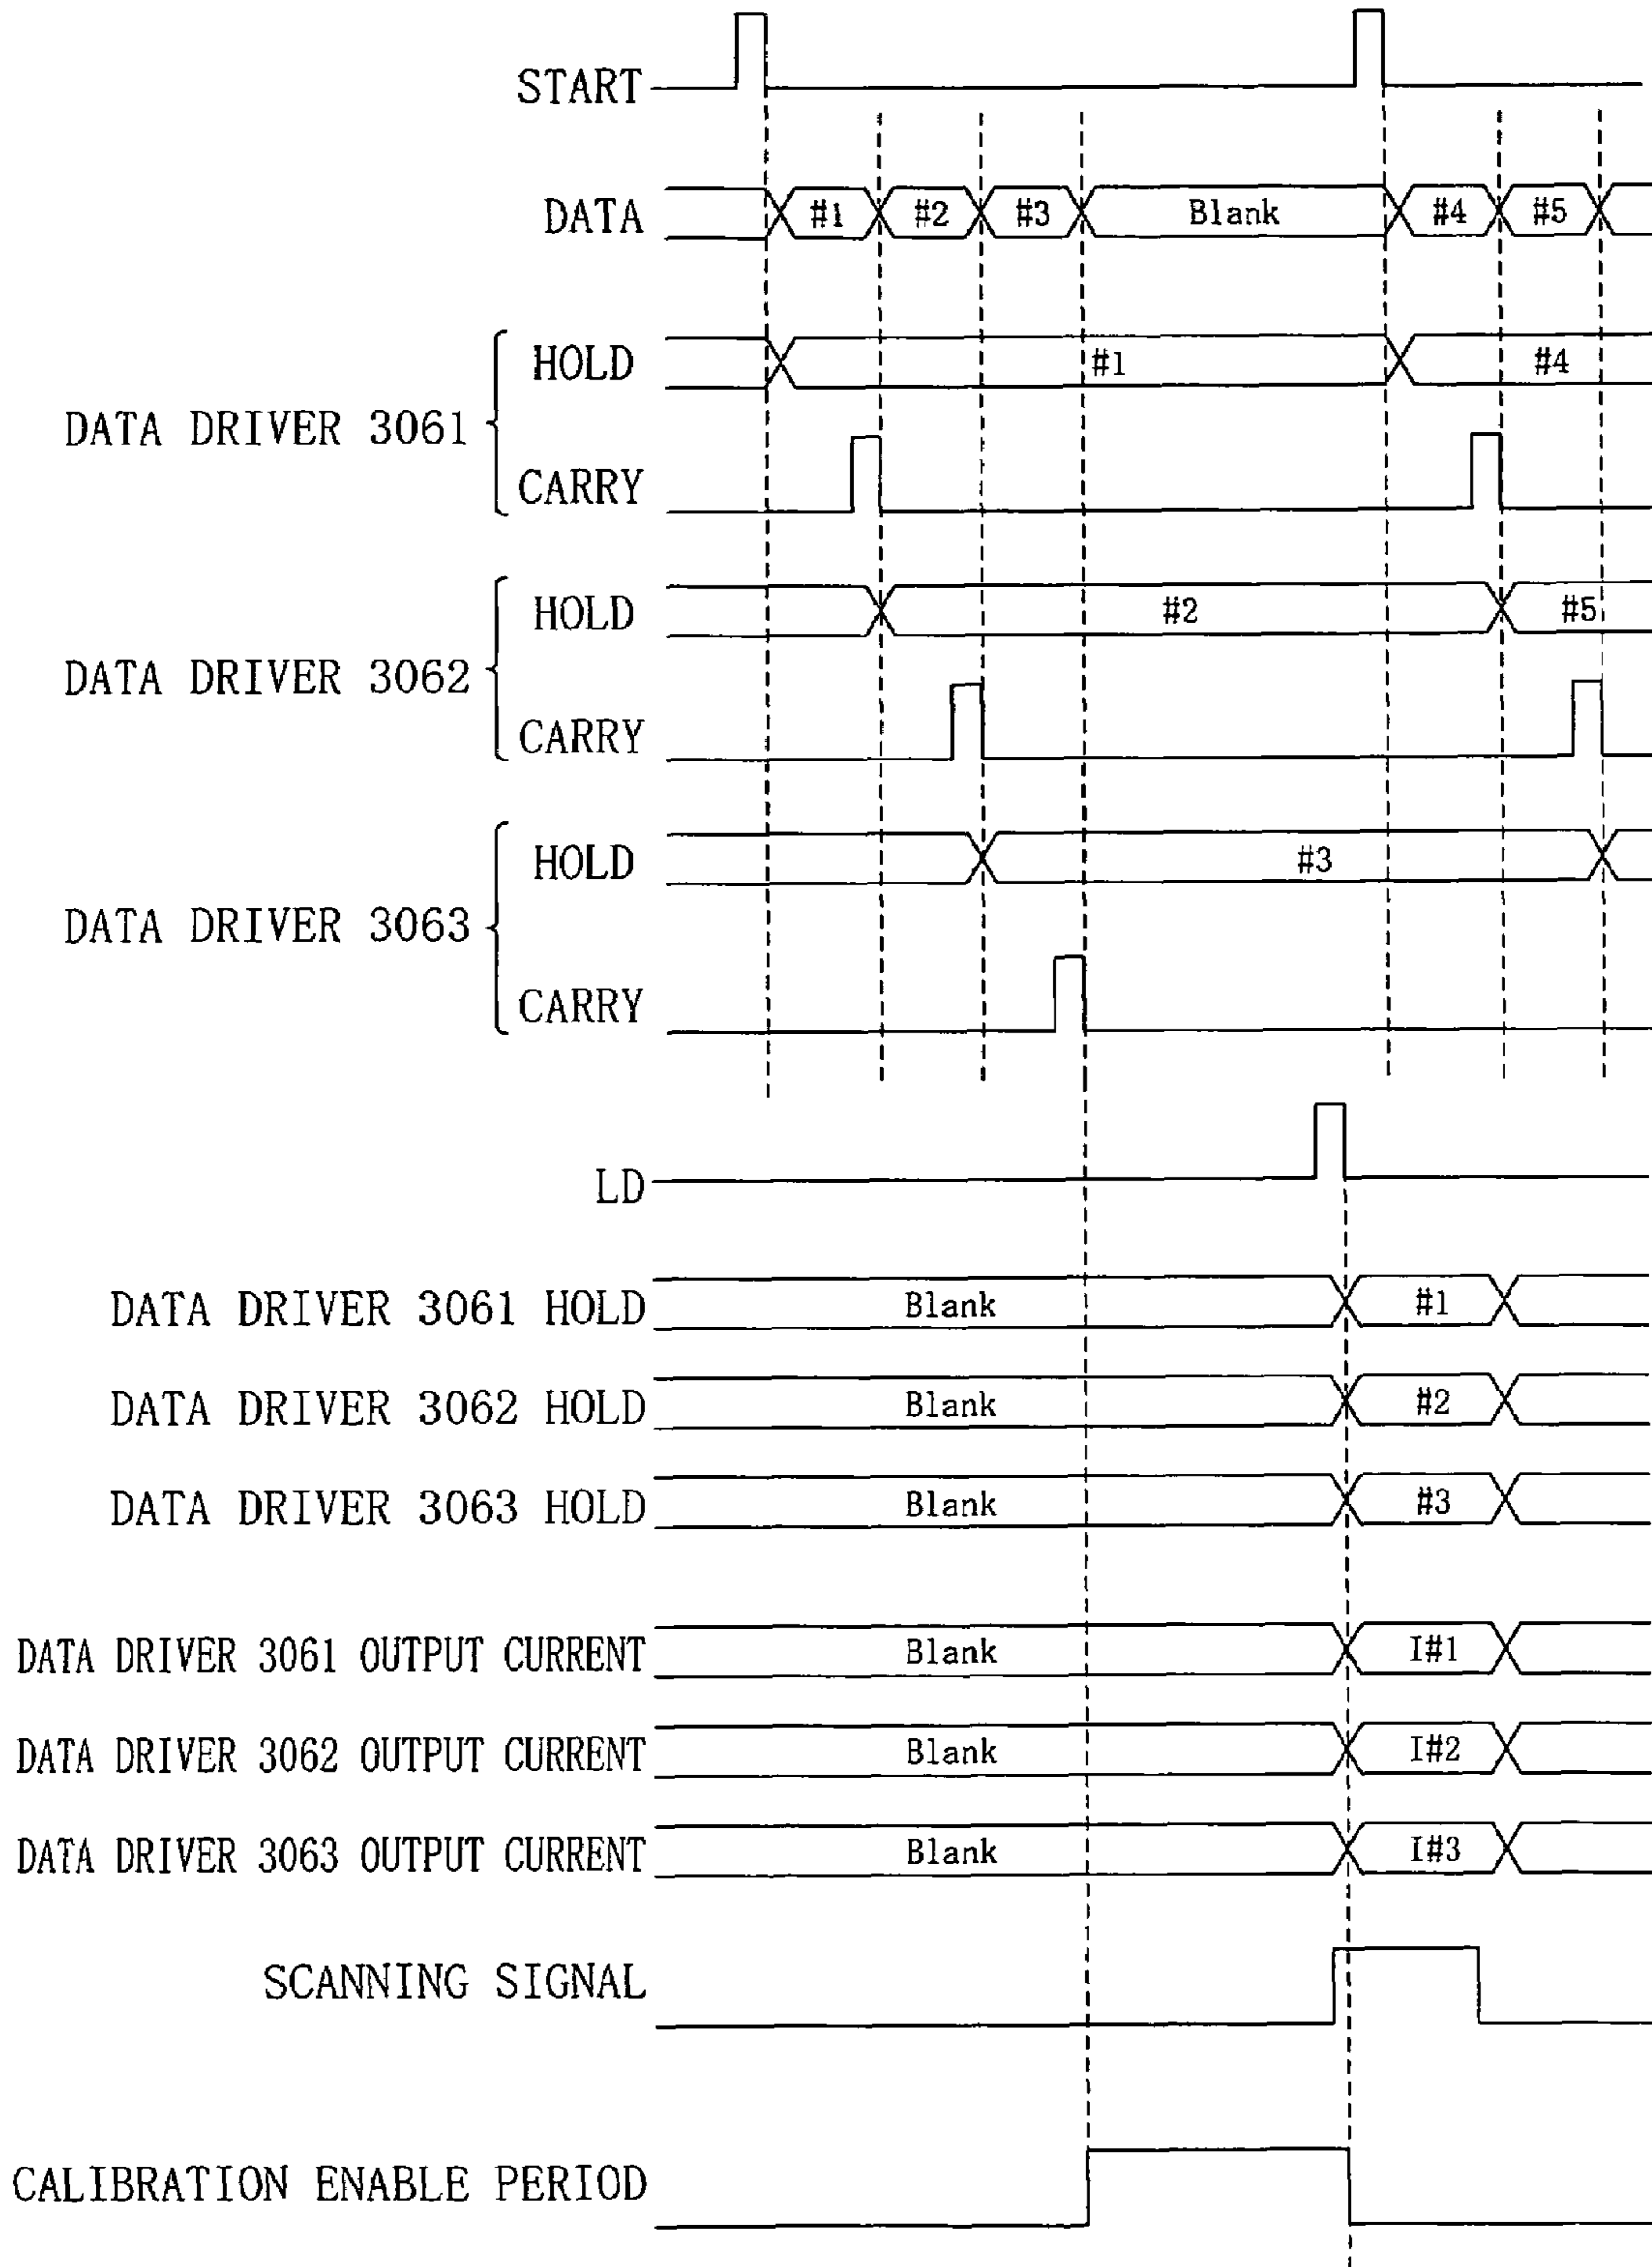 START
DATA #1 #2 #3 Blank #4 #5
HOLD #1 #4
DATA DRIVER 3061
CARRY
HOLD #2 #5
DATA DRIVER 3062
CARRY
HOLD #3
DATA DRIVER 3063
CARRY
LD
DATA DRIVER 3061 HOLD Blank #1
DATA DRIVER 3062 HOLD Blank #2
DATA DRIVER 3063 HOLD Blank #3
DATA DRIVER 3061 OUTPUT CURRENT Blank I#1
DATA DRIVER 3062 OUTPUT CURRENT Blank I#2
DATA DRIVER 3063 OUTPUT CURRENT Blank I#3
SCANNING SIGNAL
CALIBRATION ENABLE PERIOD